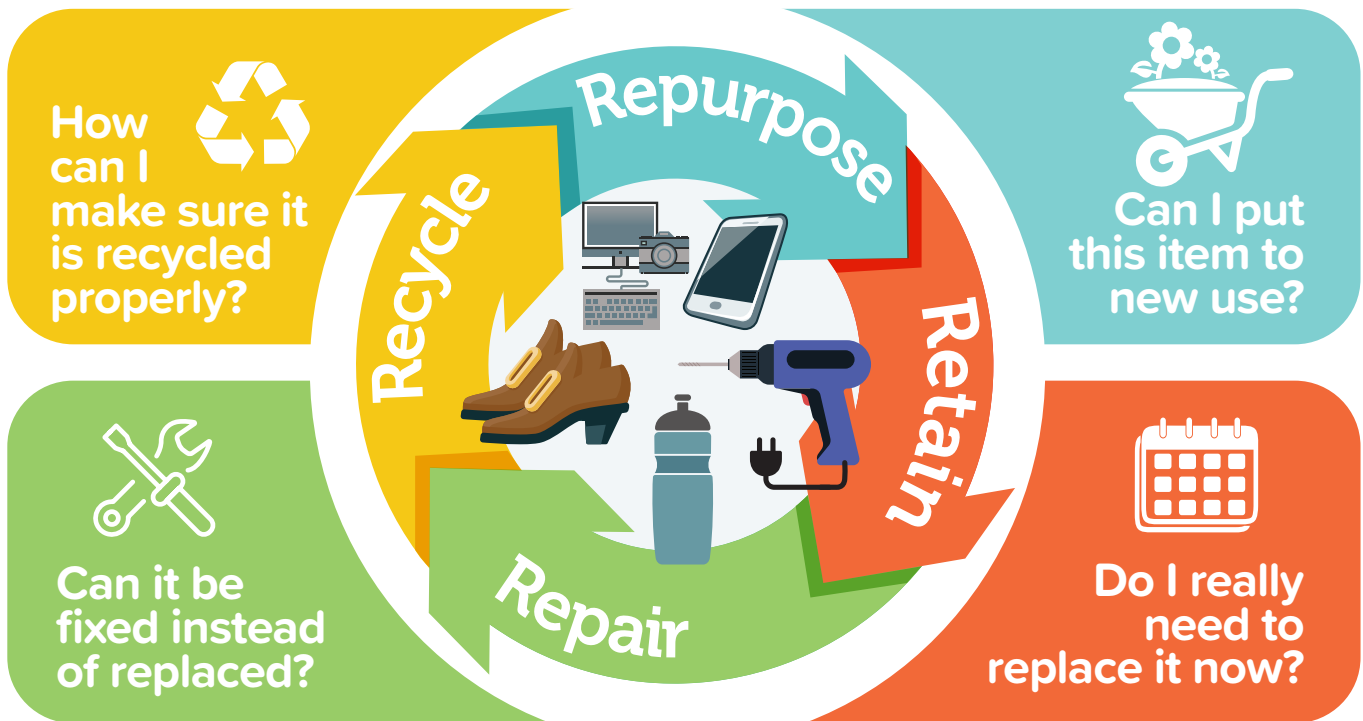 How
can I
make sure it
is recycled
properly?
Repurpose
Can I put
this item to
new use?
Recycle
Retain
Can it be
fixed instead
of replaced?
Repair
Do I really
need to
replace it now?